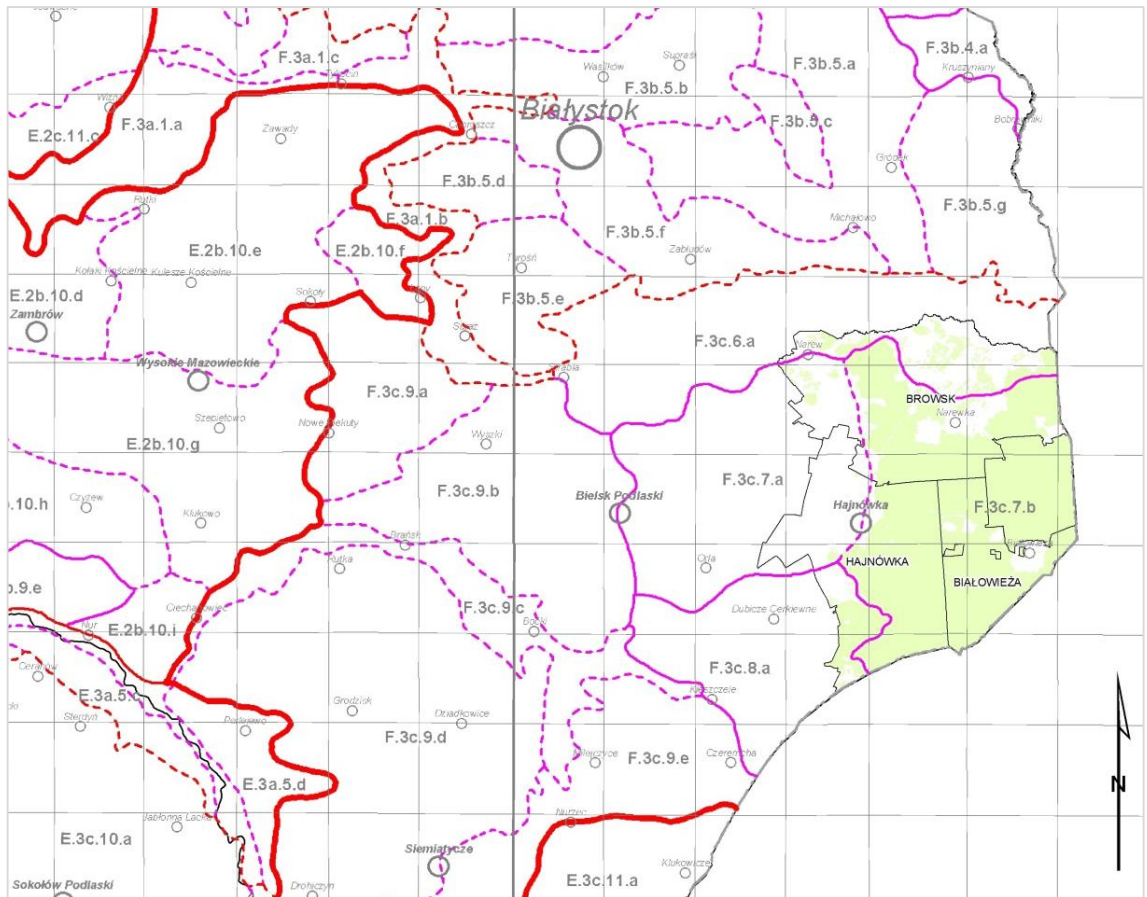 F.3a.1.c
F.3b.4.a
Kruszyniany
Wasilków
Supraśl
F.3b.5.a
F.3b.5.b
Zawady
F.3a.1.a
E.2c.11.c
Białystok
F.3b.5.c
Gródek
F.3b.5.d
F.3b.5.g
Rutki
E.3a.1.b
Michałowo
E.2b.10.e
E.2b.10.f
F.3b.5.f
Zabłudów
Kołaki Kościelne
Kulesze Kościelne
Turośń
E.2b.10.d
Zambrów
Sokoły
F.3b.5.e
Suraż
F.3c.6.a
Narew
Wysokie Mazowieckie
Strabla
F.3c.9.a
BROWSK
Narewka
Szepietowo
Nowe Piekuty
Wyszki
E.2b.10.g
F.3c.7.a
F.3c.9.b
Bielsk Podlaski
Hajnówka
F.3c.7.b
Czyżew
.10.h
Klukowo
Brańsk
Rutka
Orla
HAJNÓWKA
BIAŁOWIEŻA
b.9.e
Ciechanowiec
F.3c.9.c
Dubicze Cerkiewne
Nur
E.2b.10.i
Boćki
Ceranów
F.3c.8.a
E.3a.5.c
Kleszczele
Sterdyń
Grodzisk
Dziadkowice
Perlejewo
F.3c.9.d
F.3c.9.e
Milejczyce
Czeremcha
E.3a.5.d
N
Jabłonna Lacka
Nurzec
E.3c.10.a
Siemiatycze
Klukowicze
E.3c.11.a
Sokołów Podlaski
Drohiczyn